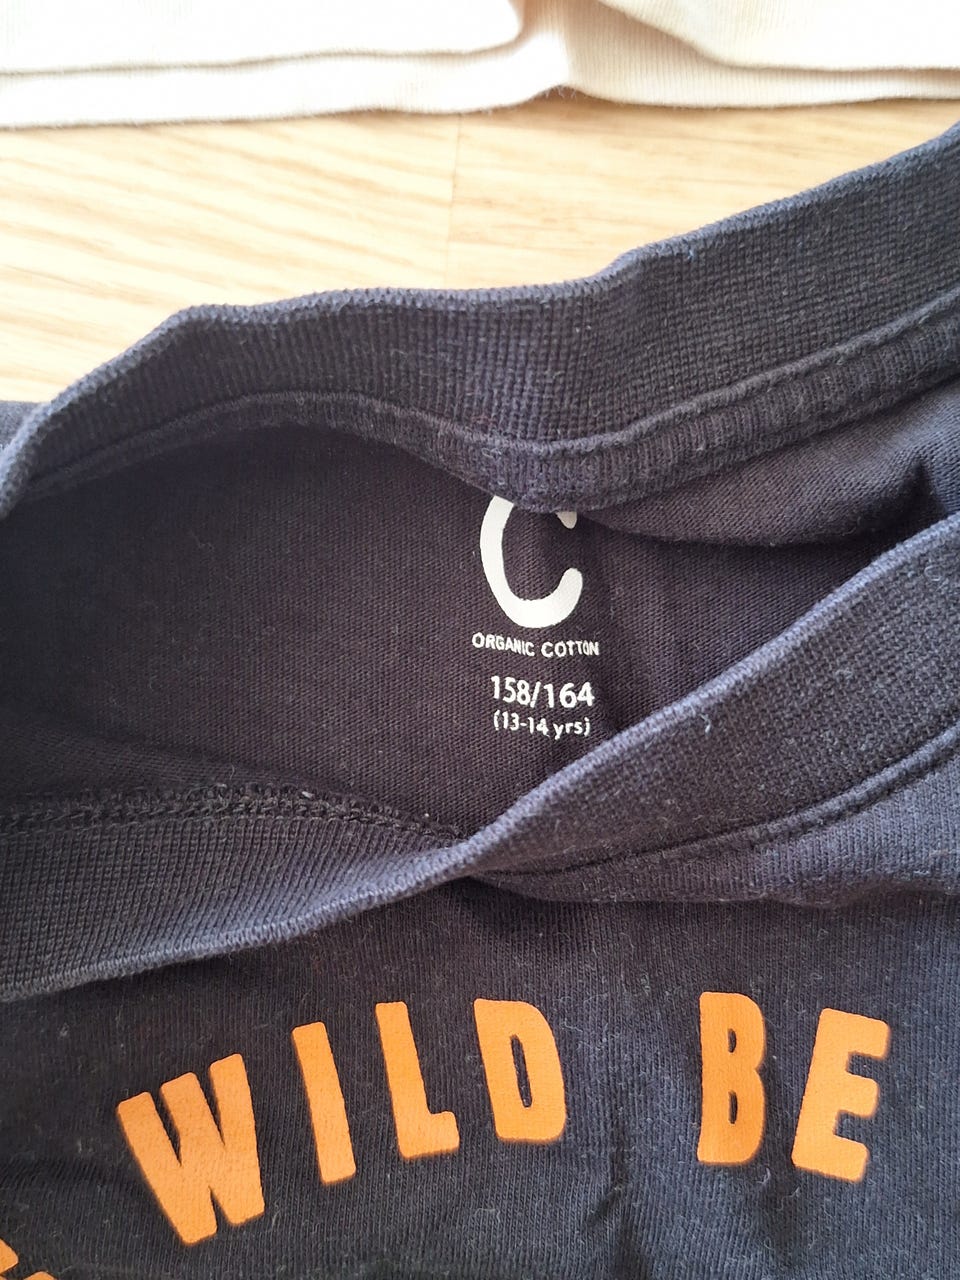 C
ORGANIC COTTON
158/164
(13-14 yrs)
WILD BE